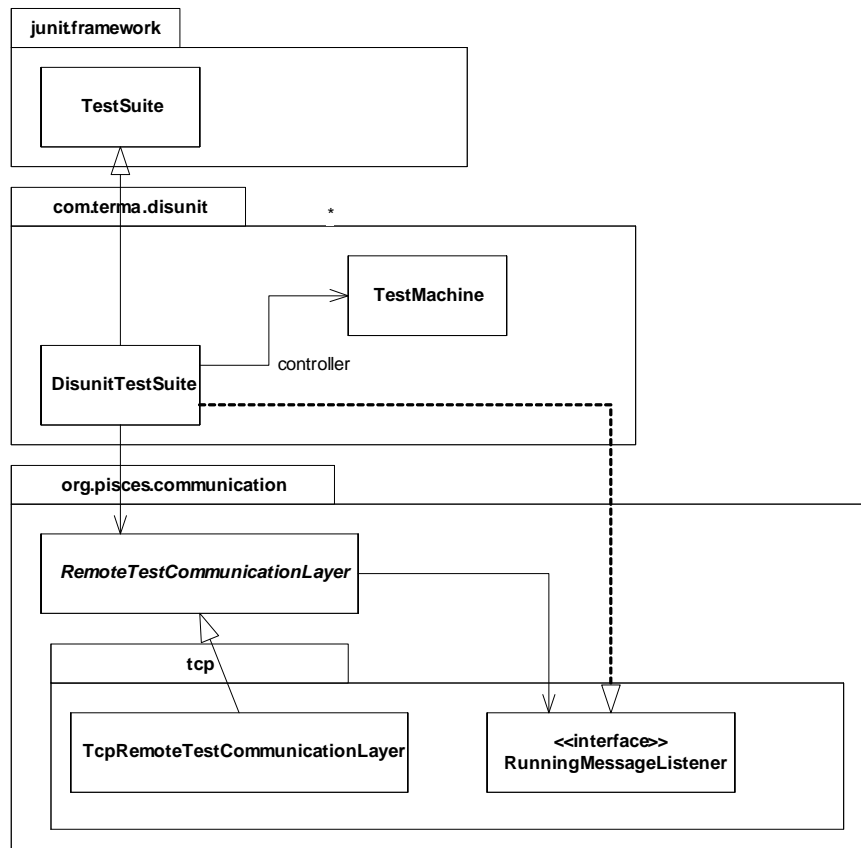 junit.framework
TestSuite
com.terma.disunit
*
TestMachine
controller
DisunitTestSuite
org.pisces.communication
RemoteTestCommunicationLayer
tcp
TcpRemoteTestCommunicationLayer
<<interface>>
RunningMessageListener